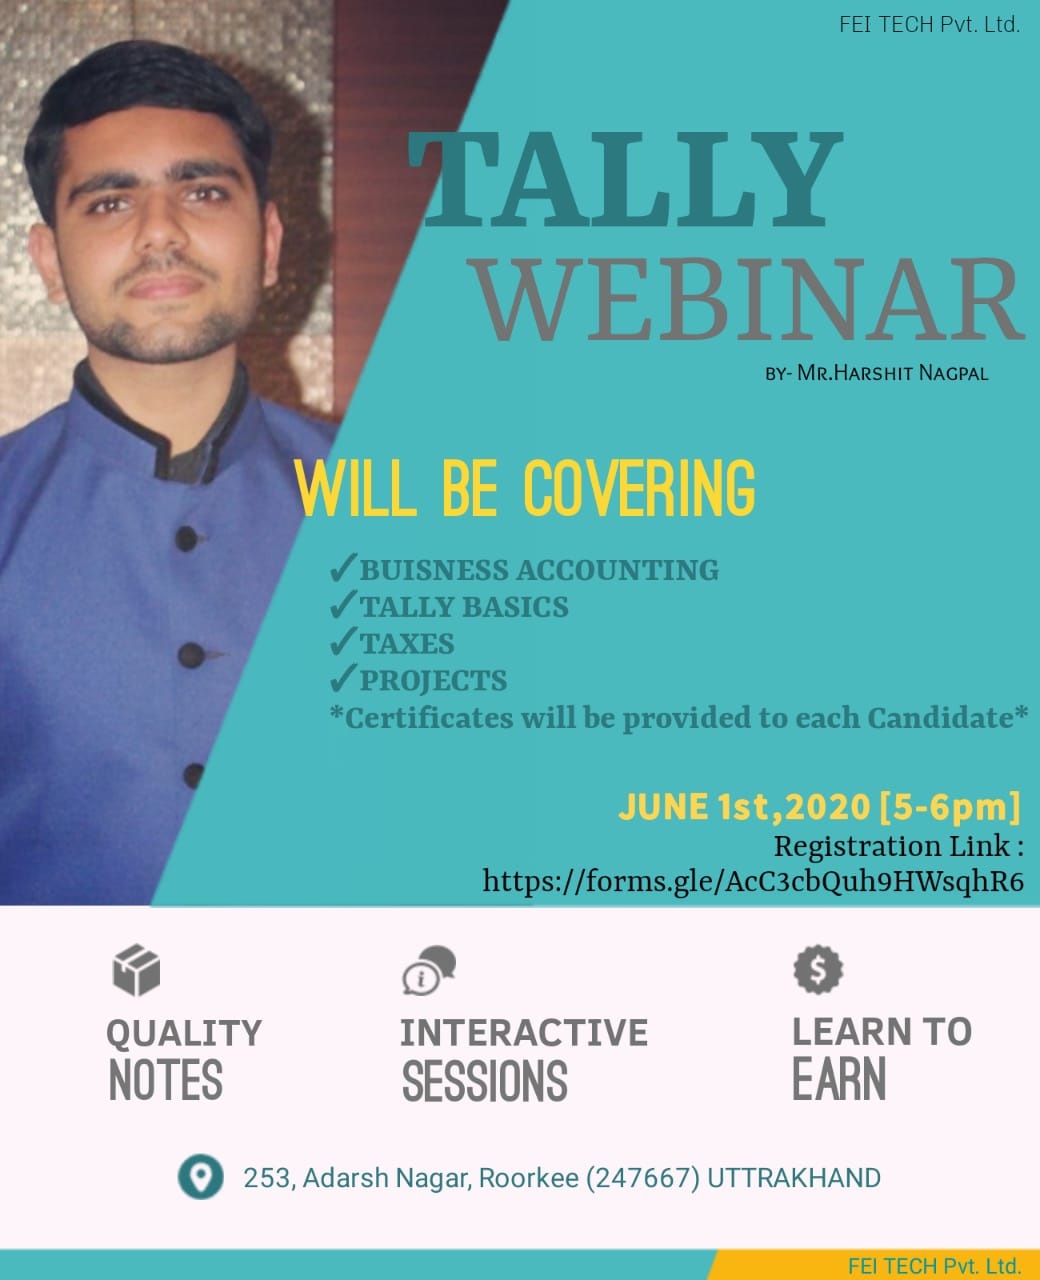 FEI TECH Pvt. Ltd.
TALLY
WEBINAR
BY- MR.HARSHIT NAGPAL
WILL BE COVERING
✓BUISNESS ACCOUNTING
✓TALLY BASICS
✓TAXES
✓PROJECTS
*Certificates will be provided to each Candidate*
JUNE 1st,2020 [5-6pm]
Registration Link :
https://forms.gle/AcC3cbQuh9HWsqhR6
QUALITY
NOTES
INTERACTIVE
SESSIONS
LEARN TO
EARN
253, Adarsh Nagar, Roorkee (247667) UTTRAKHAND
FEI TECH Pvt. Ltd.